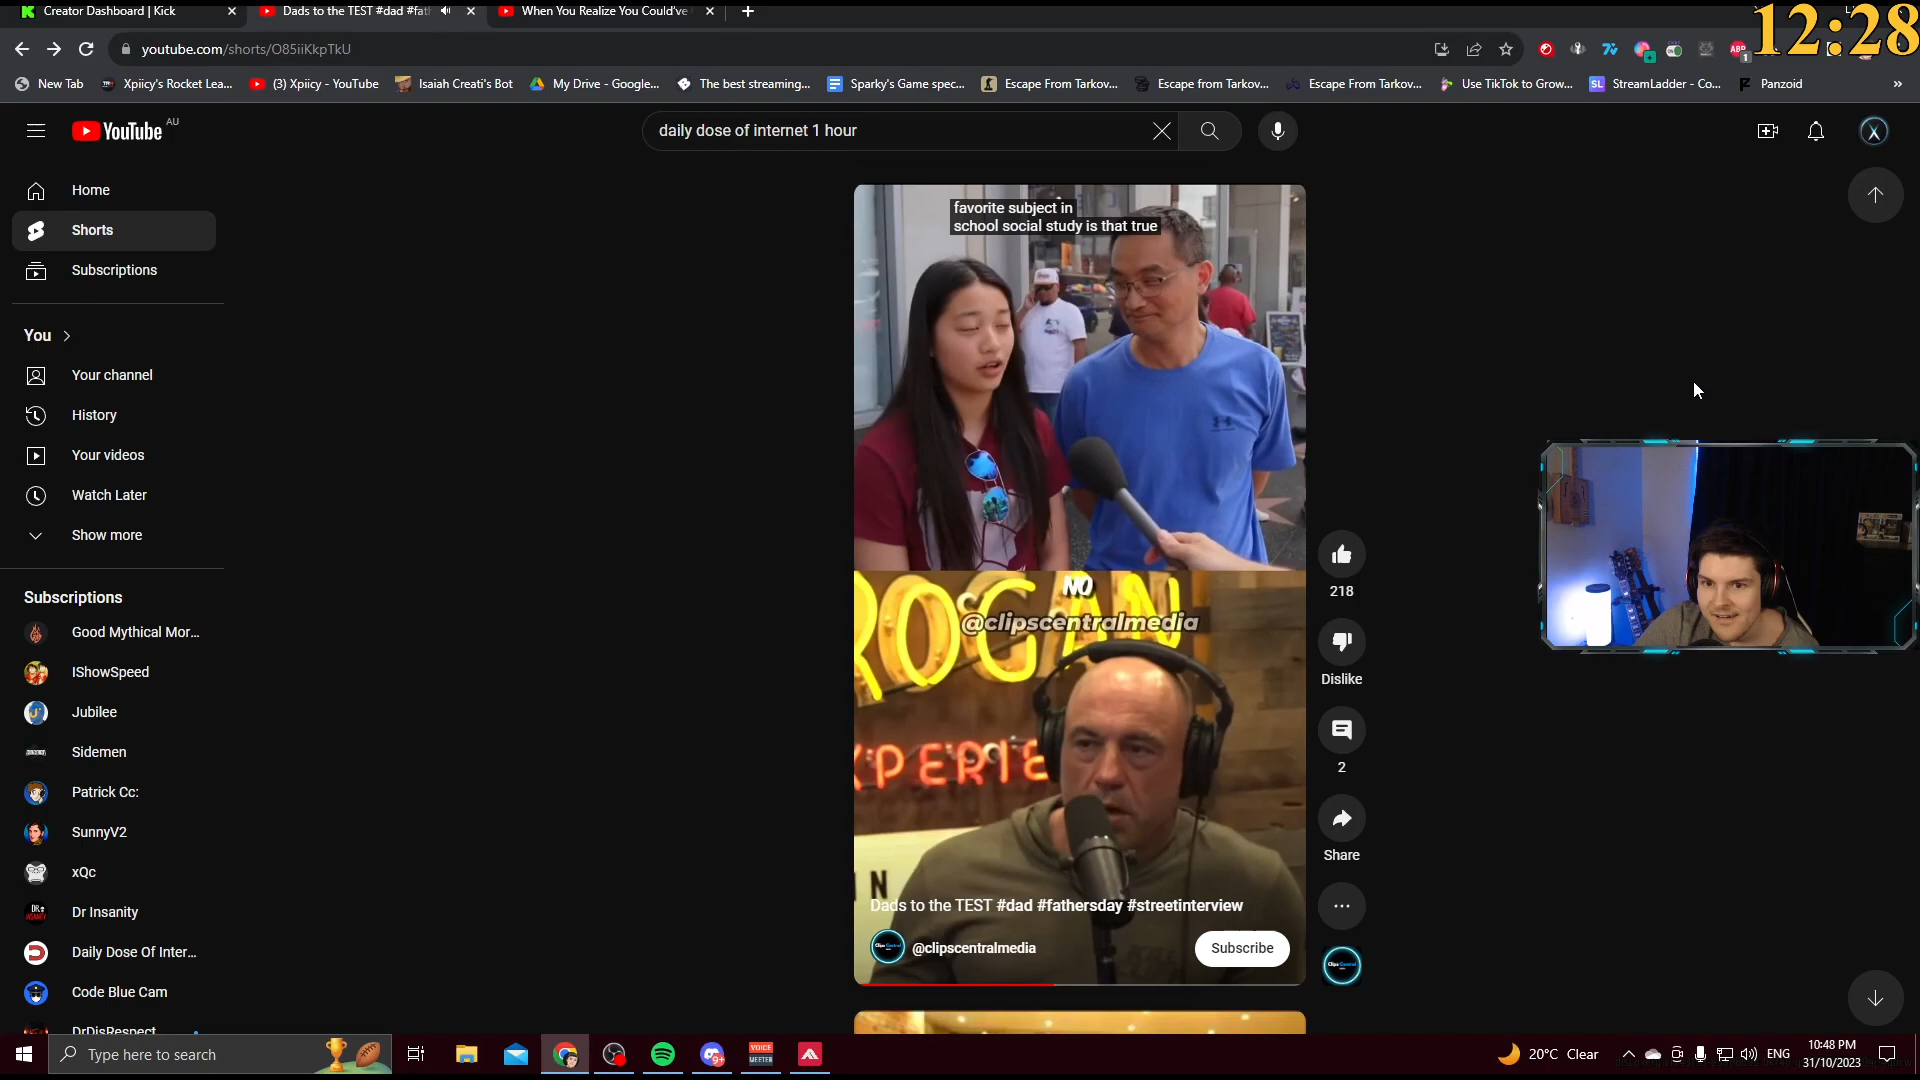 Creator Dashboard | Kick
Dads to the TEST #dad #fat
When You Realize You Could've
12:28
youtube.com/shorts/O85iiKkpTkU
New Tab
Xpiicy's Rocket Lea...
(3) Xpiicy - YouTube
Isaiah Creati's Bot
My Drive - Google...
The best streaming...
Sparky's Game spec...
Escape From Tarkov...
Escape from Tarkov...
Escape From Tarkov...
Use TikTok to Grow...
StreamLadder - Co...
Panzoid
»
YouTube AU
daily dose of internet 1 hour
Home
Shorts
Subscriptions
You
Your channel
History
Your videos
Watch Later
Show more
Subscriptions
Good Mythical Mor...
IShowSpeed
Jubilee
Sidemen
Patrick Cc:
SunnyV2
xQc
Dr Insanity
Daily Dose Of Inter...
Code Blue Cam
DrDisRespect
favorite subject in
school social study is that true
NO
@clipscentralmedia
ROGAN
XPERIE
N
Dads to the TEST #dad #fathersday #streetinterview
@clipscentralmedia
Subscribe
218
Dislike
2
Share
Type here to search
9+
VOICE
MEETER
20°C Clear
ENG
10:48 PM
31/10/2023